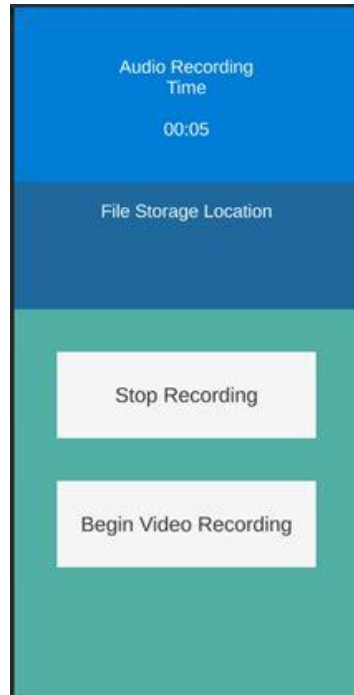 Audio Recording
Time
00:05
File Storage Location
Stop Recording
Begin Video Recording